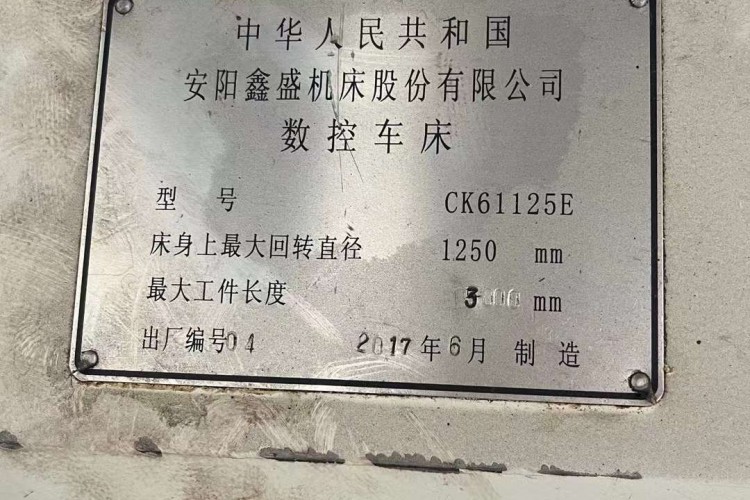 中华人民共和国
安阳鑫盛机床股份有限公司
数控车床
型号 CK61125E
床身上最大回转直径 1250 mm
最大工件长度 mm
出厂编号04 2017年6月 制造